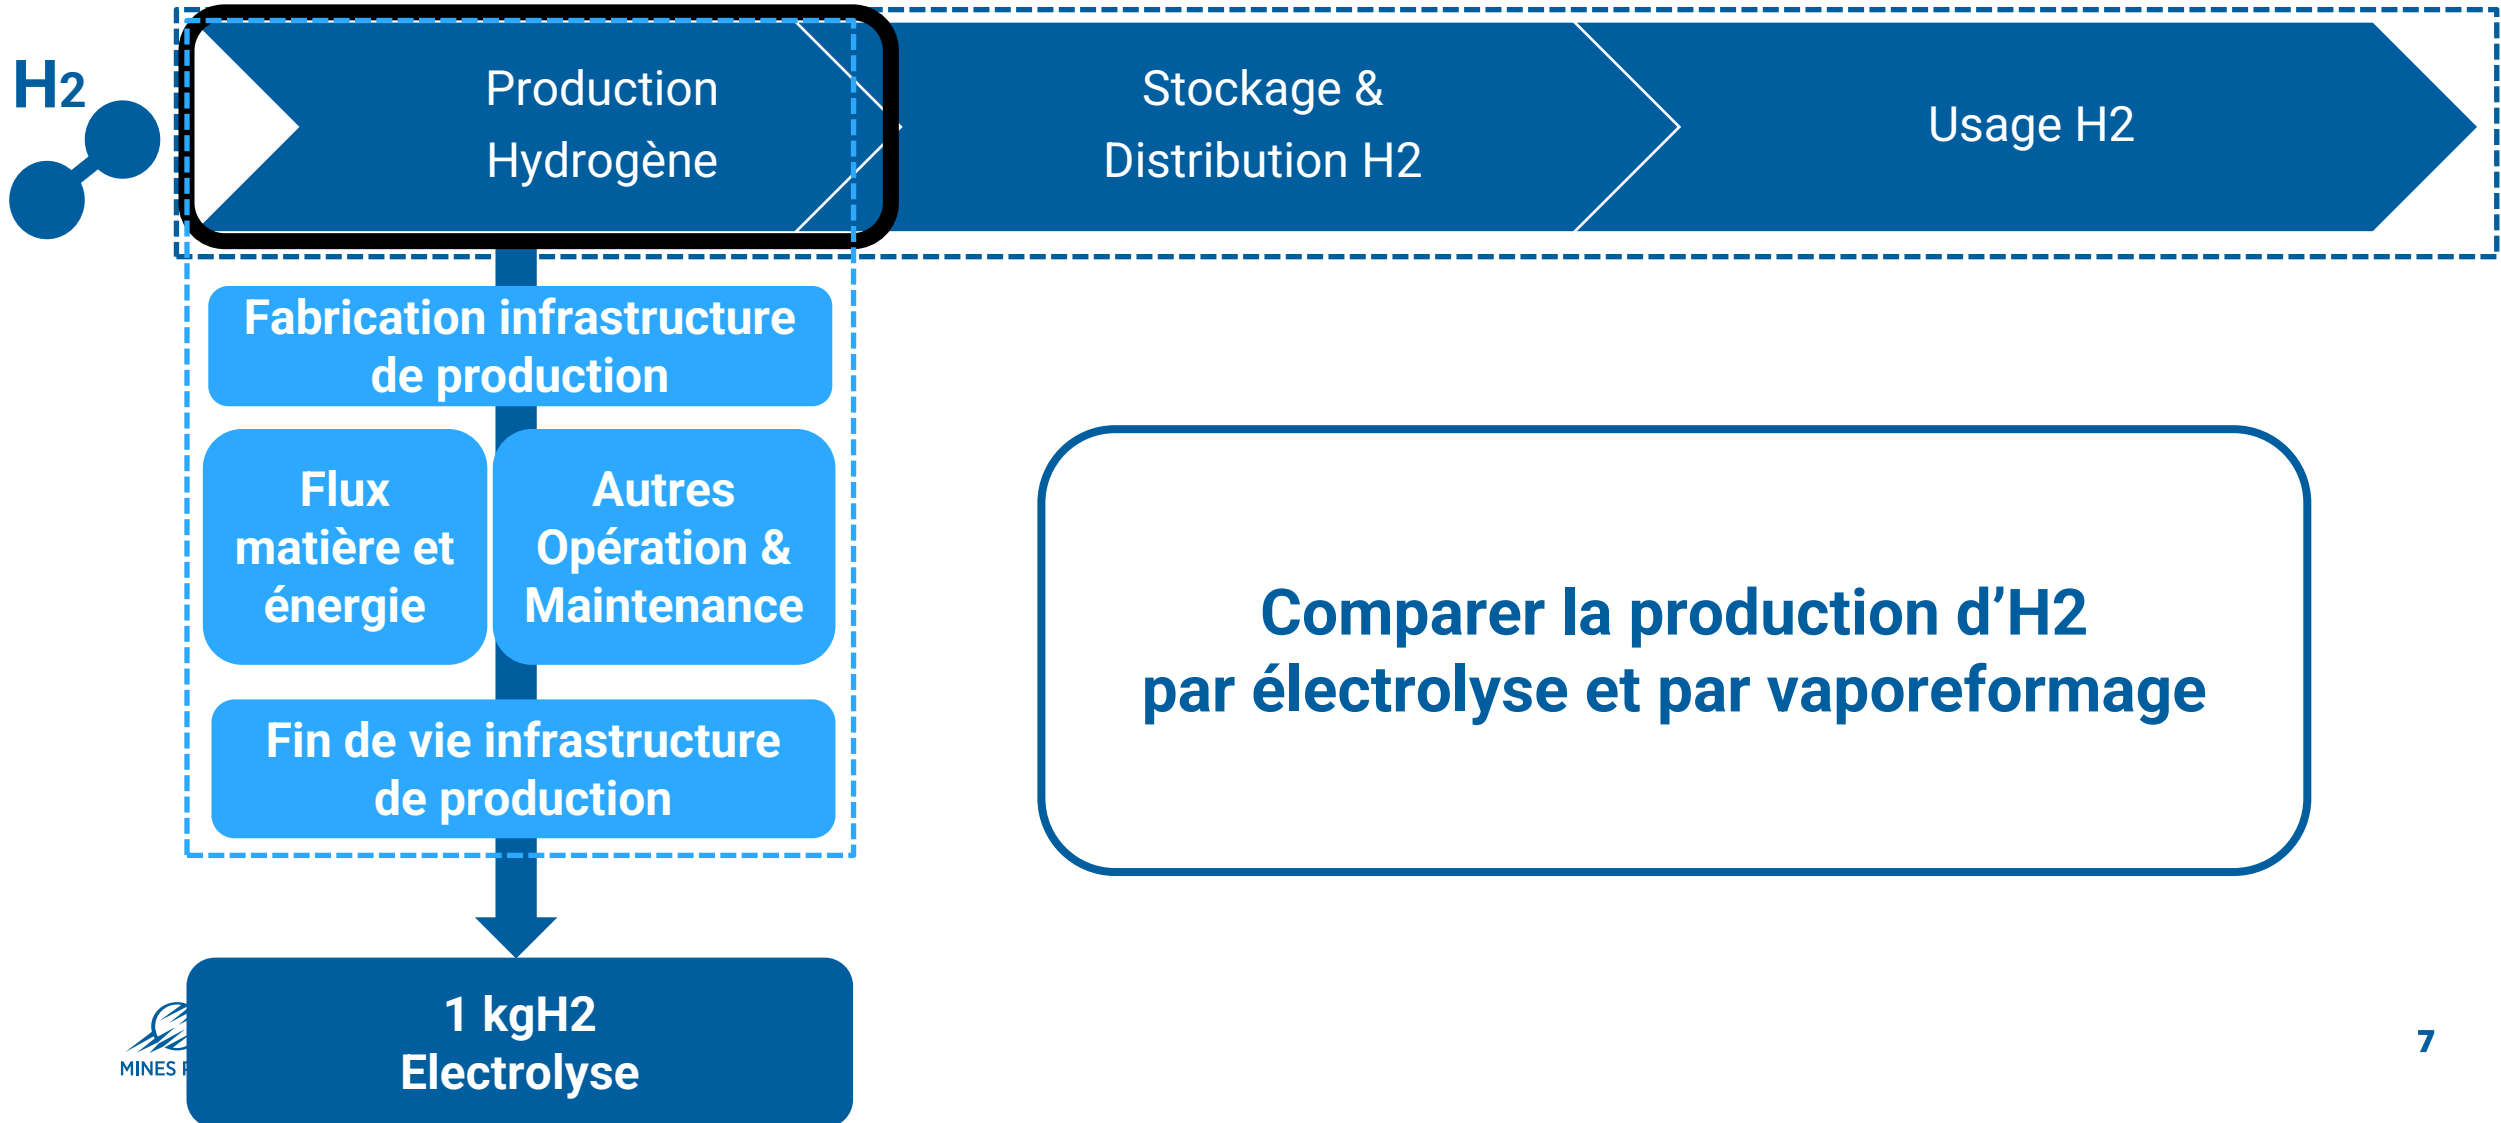 H2
Production
Hydrogène
Stockage &
Distribution H2
Usage H2
Fabrication infrastructure
de production
Flux
matière et
énergie
Autres
Opération &
Maintenance
Fin de vie infrastructure
de production
Comparer la production d’H2
par électrolyse et par vaporeformage
1 kgH2
Electrolyse
MINES
7